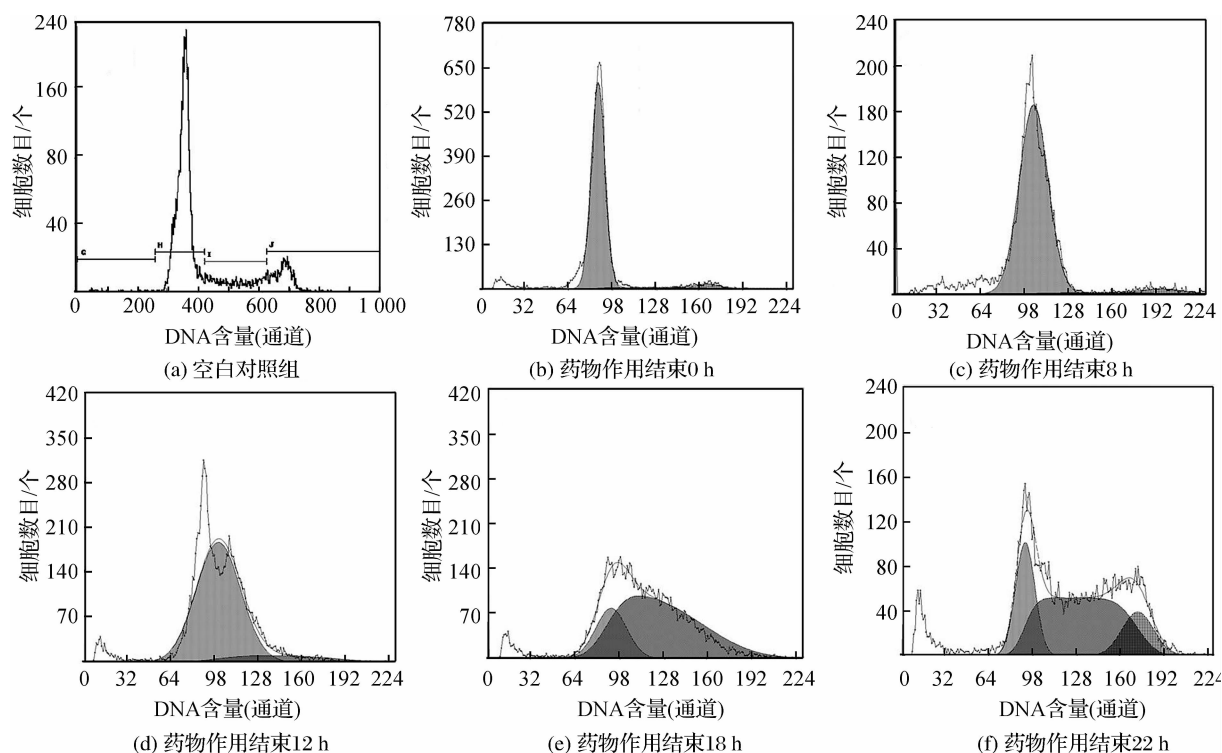 240
160
80
40
细胞数目/个
G
H
I
J
0 200 400 600 800 1 000
DNA含量(通道)
(a) 空白对照组
780
650
520
390
260
130
细胞数目/个
0 32 64 98 128 159 192 224
DNA含量(通道)
(b) 药物作用结束0 h
240
200
180
120
80
40
细胞数目/个
0 32 64 98 128 159 192 224
DNA含量(通道)
(c) 药物作用结束8 h
420
350
280
210
140
70
细胞数目/个
0 32 64 98 128 159 192 224
DNA含量(通道)
(d) 药物作用结束12 h
420
350
280
210
140
70
细胞数目/个
0 32 64 98 128 159 192 224
DNA含量(通道)
(e) 药物作用结束18 h
240
200
160
120
80
40
细胞数目/个
0 32 64 98 128 160 192 224
DNA含量(通道)
(f) 药物作用结束22 h